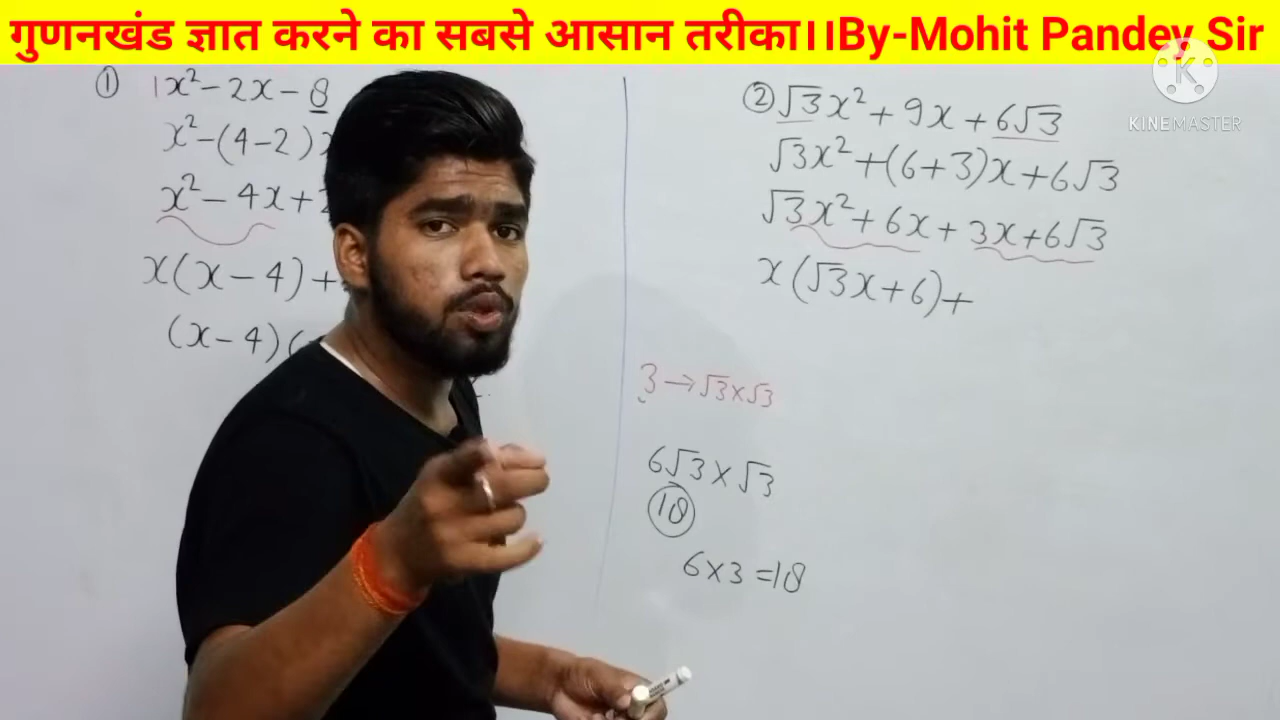 गुणनखंड ज्ञात करने का सबसे आसान तरीका।।By-Mohit Pandey Sir
K
KINEMASTER
① 1x² - 2x - 8
x² - (4 - 2)
x² - 4x +
x(x - 4) +
(x - 4)(
② √3x² + 9x + 6√3
√3x² + (6 + 3)x + 6√3
√3x² + 6x + 3x + 6√3
x(√3x + 6) +
3 → √3 x √3
6√3 x √3
18
6 x 3 = 18